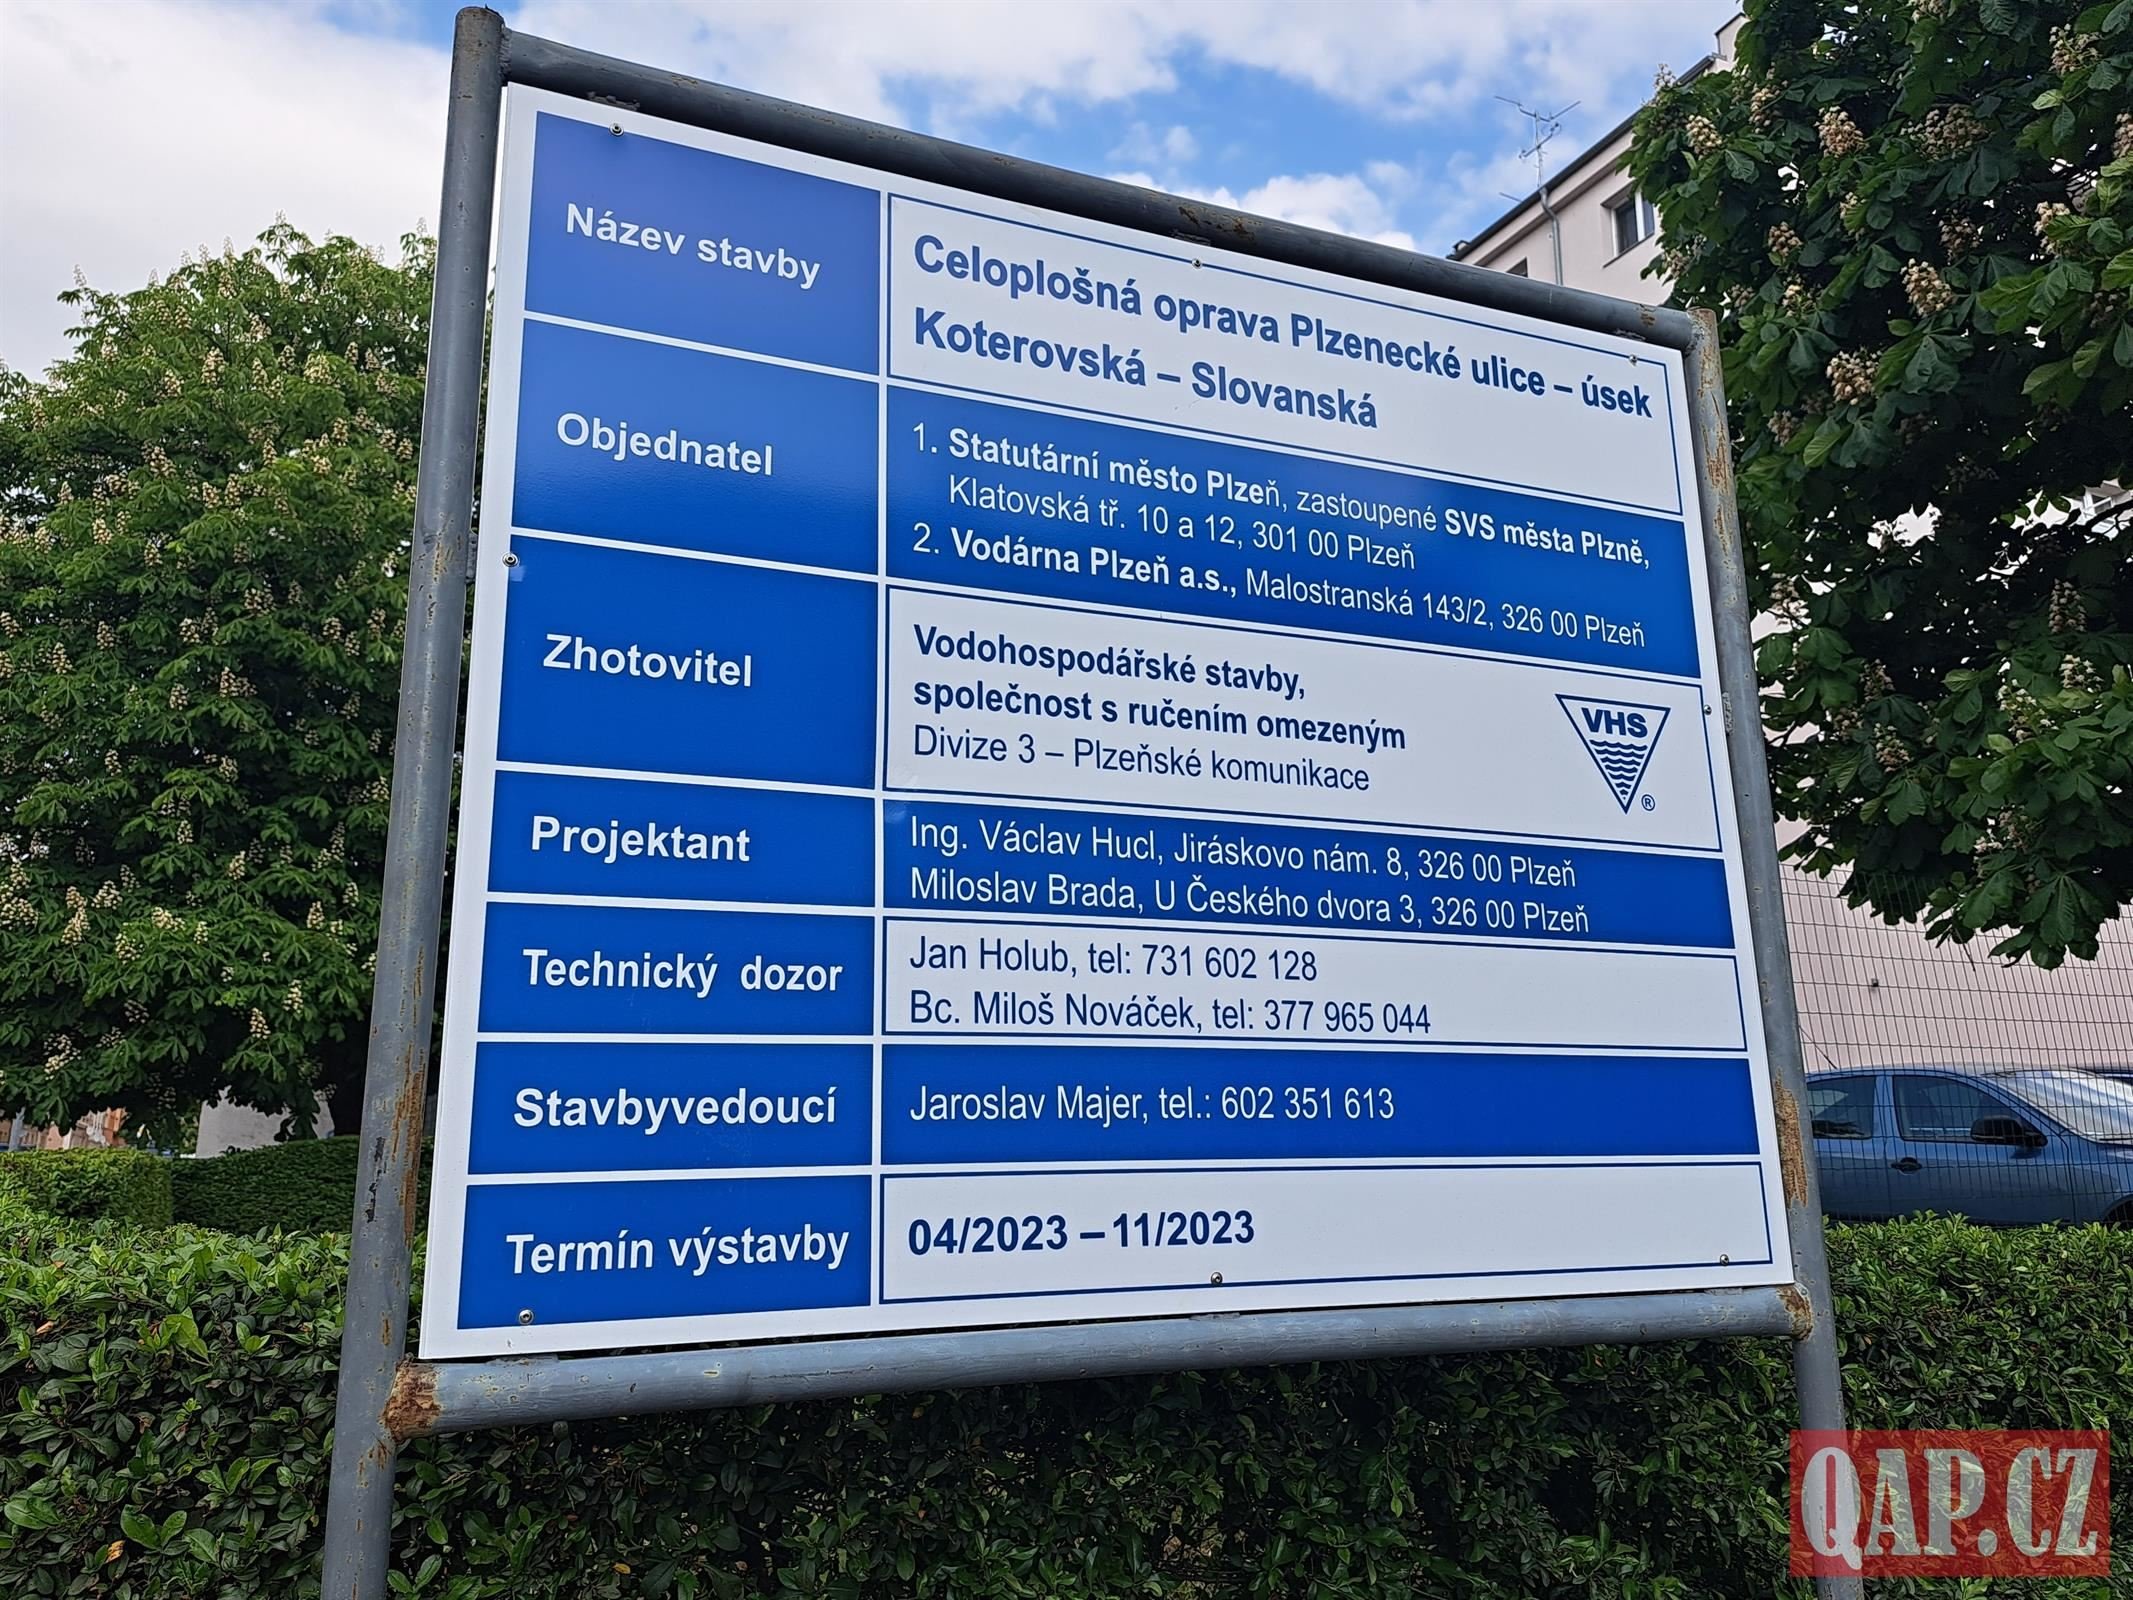 Název stavby
Celoplošná oprava Plzenecké ulice – úsek
Koterovská – Slovanská
Objednatel
1. Statutární město Plzeň, zastoupené SVS města Plzně,
Klatovská tř. 10 a 12, 301 00 Plzeň
2. Vodárna Plzeň a.s., Malostranská 143/2, 326 00 Plzeň
Zhotovitel
Vodohospodářské stavby,
společnost s ručením omezeným
Divize 3 – Plzeňské komunikace
VHS
®
Projektant
Ing. Václav Hucl, Jiráskovo nám. 8, 326 00 Plzeň
Miloslav Brada, U Českého dvora 3, 326 00 Plzeň
Technický dozor
Jan Holub, tel: 731 602 128
Bc. Miloš Nováček, tel: 377 965 044
Stavbyvedoucí
Jaroslav Majer, tel.: 602 351 613
Termín výstavby
04/2023 – 11/2023
QAP.CZ